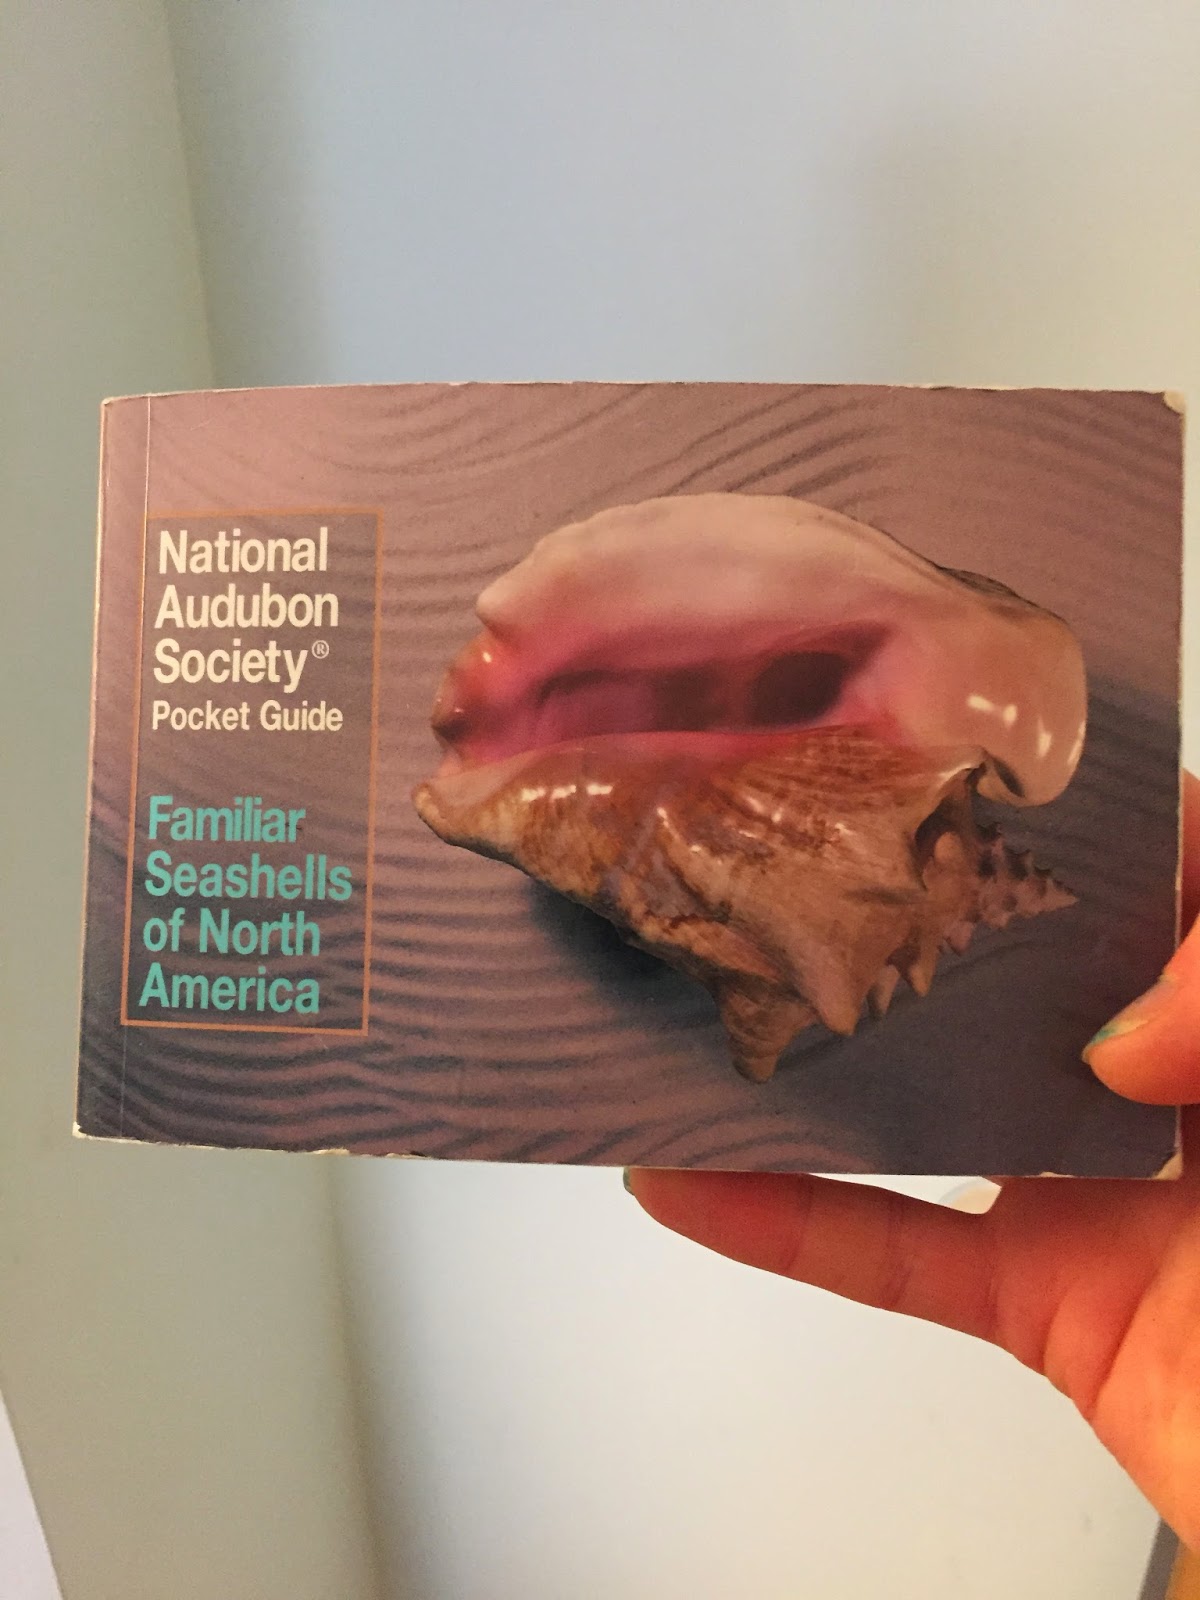 National
Audubon
Society®
Pocket Guide
Familiar
Seashells
of North
America